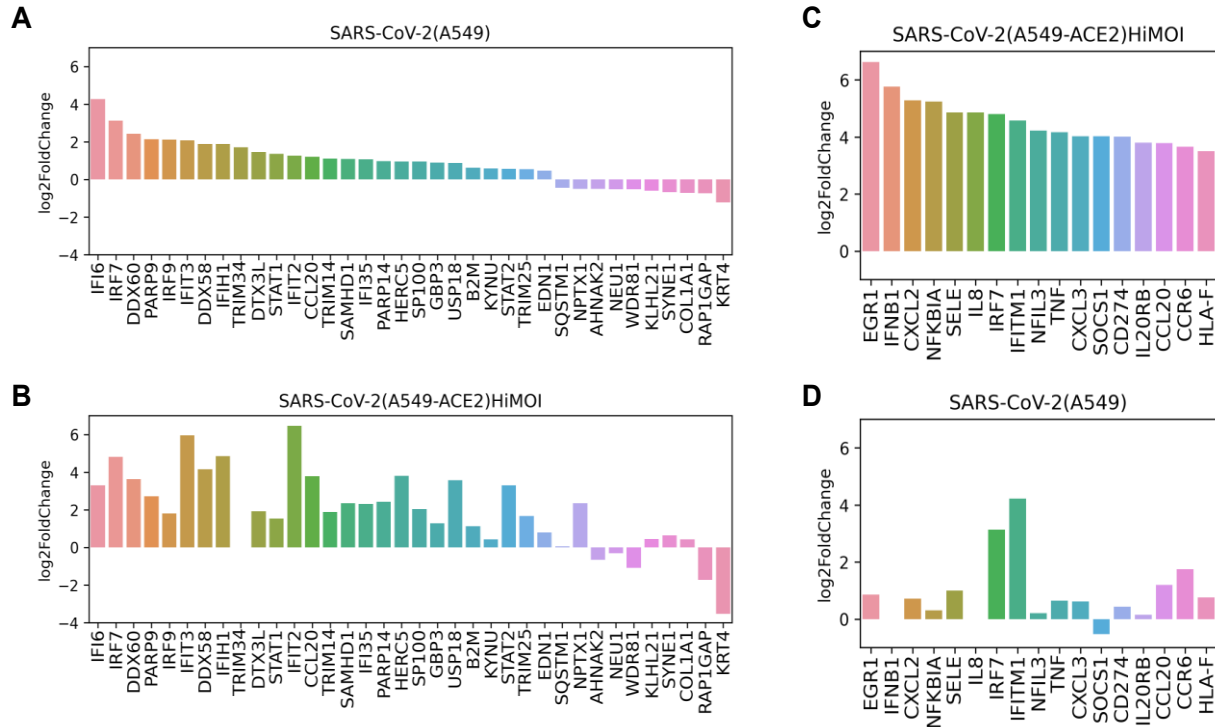 A
SARS-CoV-2(A549)
log2FoldChange
6
4
2
0
−2
−4
IFI6 IRF7 DDX60 PARP9 IRF9 IFIT3 DDX58 IFIH1 TRIM34 DTX3L STAT1 IFIT2 CCL20 TRIM14 SAMHD1 IFI35 PARP14 HERC5 SP100 GBP3 USP18 B2M KYNU STAT2 TRIM25 EDN1 SQSTM1 NPTX1 AHNAK2 NEU1 WDR81 KLHL21 SYNE1 COL1A1 RAP1GAP KRT4
B
SARS-CoV-2(A549-ACE2)HiMOI
log2FoldChange
6
4
2
0
−2
−4
IFI6 IRF7 DDX60 PARP9 IRF9 IFIT3 DDX58 IFIH1 TRIM34 DTX3L STAT1 IFIT2 CCL20 TRIM14 SAMHD1 IFI35 PARP14 HERC5 SP100 GBP3 USP18 B2M KYNU STAT2 TRIM25 EDN1 SQSTM1 NPTX1 AHNAK2 NEU1 WDR81 KLHL21 SYNE1 COL1A1 RAP1GAP KRT4
C
SARS-CoV-2(A549-ACE2)HiMOI
log2FoldChange
6
4
2
0
EGR1 IFNB1 CXCL2 NFKBIA SELE IL8 IRF7 IFITM1 NFIL3 TNF CXCL3 SOCS1 CD274 IL20RB CCL20 CCR6 HLA-F
D
SARS-CoV-2(A549)
log2FoldChange
6
4
2
0
EGR1 IFNB1 CXCL2 NFKBIA SELE IL8 IRF7 IFITM1 NFIL3 TNF CXCL3 SOCS1 CD274 IL20RB CCL20 CCR6 HLA-F